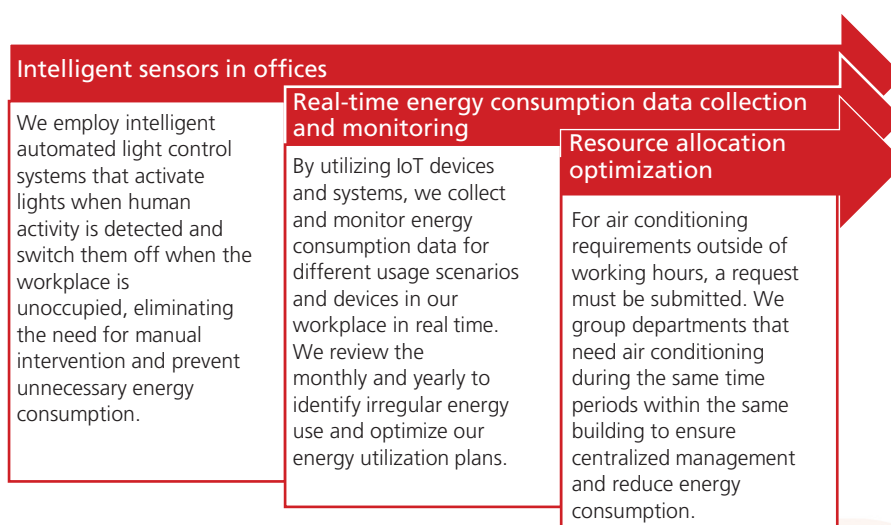 Intelligent sensors in offices
We employ intelligent
automated light control
systems that activate
lights when human
activity is detected and
switch them off when the
workplace is
unoccupied, eliminating
the need for manual
intervention and prevent
unnecessary energy
consumption.
Real-time energy consumption data collection
and monitoring
By utilizing IoT devices
and systems, we collect
and monitor energy
consumption data for
different usage scenarios
and devices in our
workplace in real time.
We review the
monthly and yearly to
identify irregular energy
use and optimize our
energy utilization plans.
Resource allocation
optimization
For air conditioning
requirements outside of
working hours, a request
must be submitted. We
group departments that
need air conditioning
during the same time
periods within the same
building to ensure
centralized management
and reduce energy
consumption.